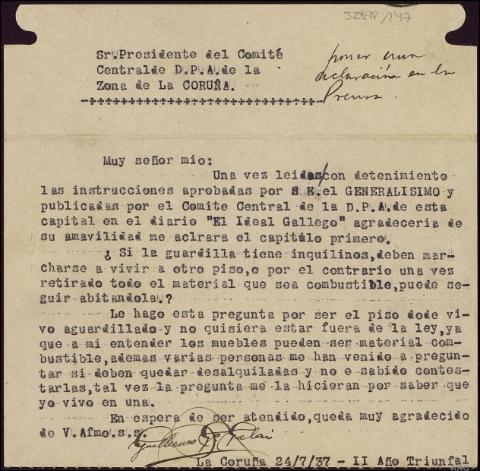 Sr.Presidente del Comité
Centralde D.P.A.de la
Zona de La CORUÑA.
poner una
aclaración en la
Prensa.
Muy señor mio:
Una vez leidas/con detenimiento
las instrucciones aprobadas por S E.el GENERALISIMO y
publicadas por el Comite Central de la D.P.A.de esta
capital en el diario "El Ideal Gallego" agradeceria de
su amavilidad me aclrara el capítulo primero.
¿ Si la guardilla tiene inquilinos,deben mar-
charse a vivir a otro piso,o por el contrario una vez
retirado todo el material que sea combustible,puede se-
guir abitandola.?
Le hago esta pregunta por ser el piso dode vi-
vo aguardillado y no quisiera estar fuera de la ley,ya
que a mi entender los muebles pueden ser material com-
bustible,ademas varias personas me han venido a pregun-
tar si deben quedar desalquiladas y no e sabido contes-
tarlas,tal vez la pregunta me la hicieran por saber que
yo vivo en una.
En espera de ser atendido,queda muy agradecido
de V.Afmo.s.s.
Guillermo
La Coruña 24/7/37 - II Año Triunfal